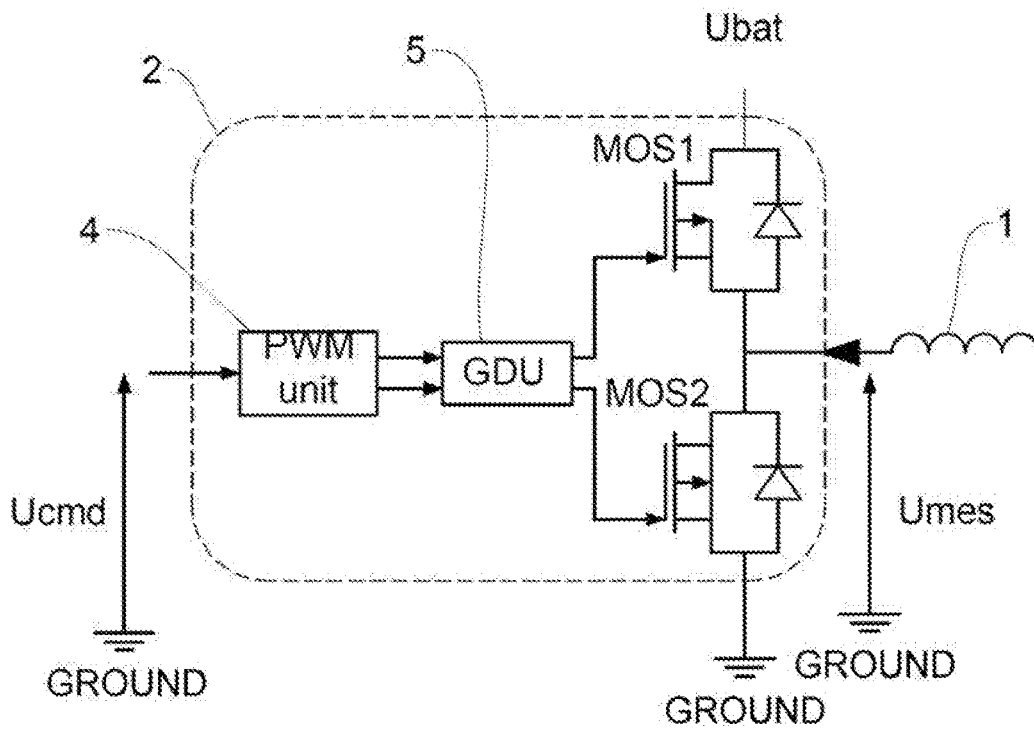 Ubat
5
2
MOS1
4
1
PWM
unit
GDU
MOS2
Ucmd
Umes
GROUND
GROUND
GROUND